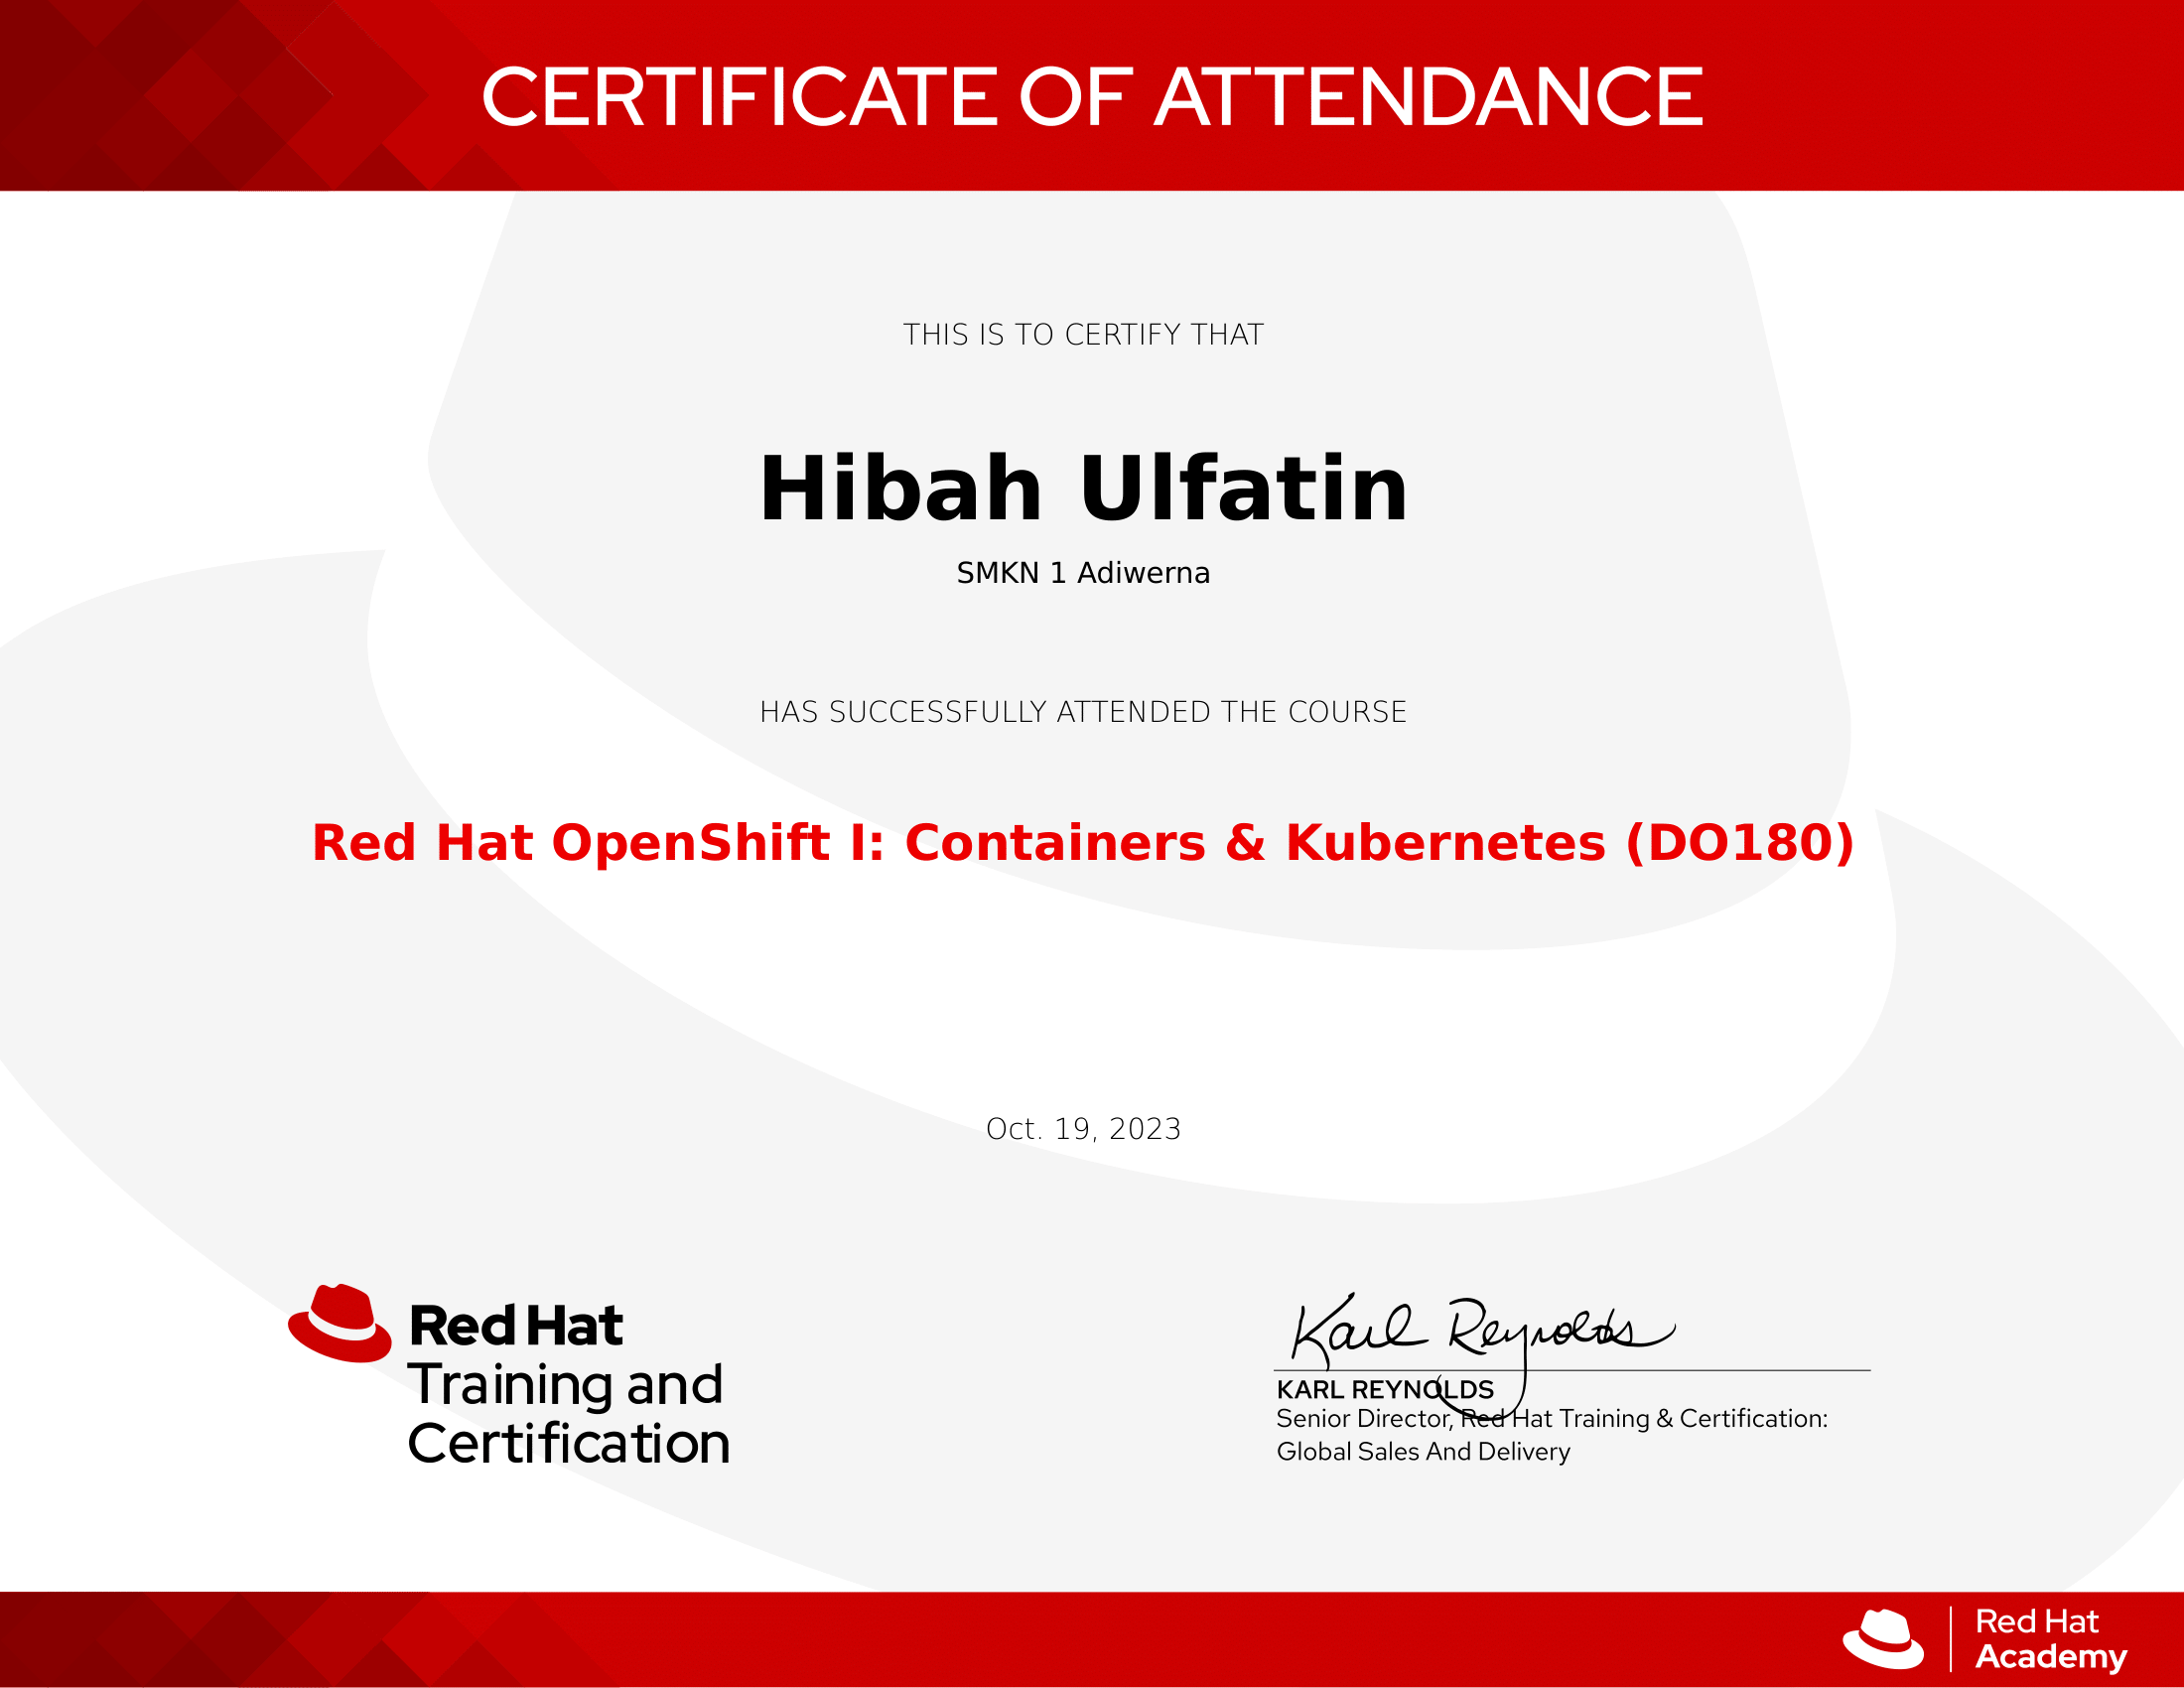 CERTIFICATE OF ATTENDANCE
THIS IS TO CERTIFY THAT
Hibah Ulfatin
SMKN 1 Adiwerna
HAS SUCCESSFULLY ATTENDED THE COURSE
Red Hat OpenShift I: Containers & Kubernetes (DO180)
Oct. 19, 2023
Red Hat
Training and
Certification
Karl Reynolds
KARL REYNOLDS
Senior Director, Red Hat Training & Certification:
Global Sales And Delivery
Red Hat
Academy